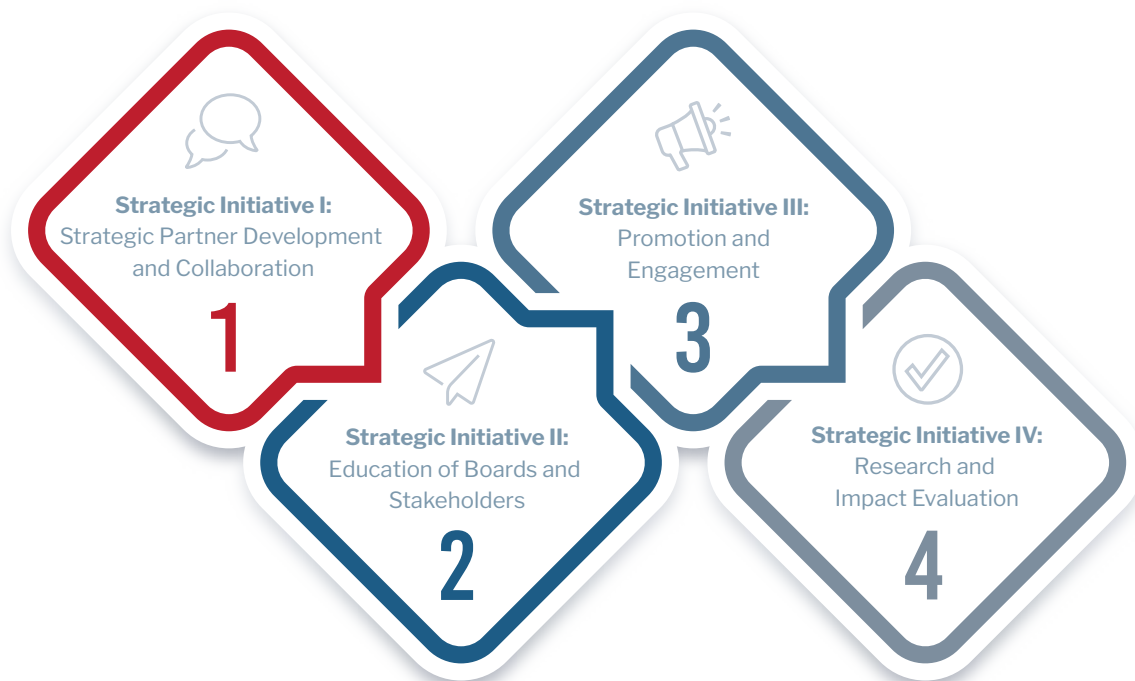 Strategic Initiative I:
Strategic Partner Development
and Collaboration
1
Strategic Initiative II:
Education of Boards and
Stakeholders
2
Strategic Initiative III:
Promotion and
Engagement
3
Strategic Initiative IV:
Research and
Impact Evaluation
4